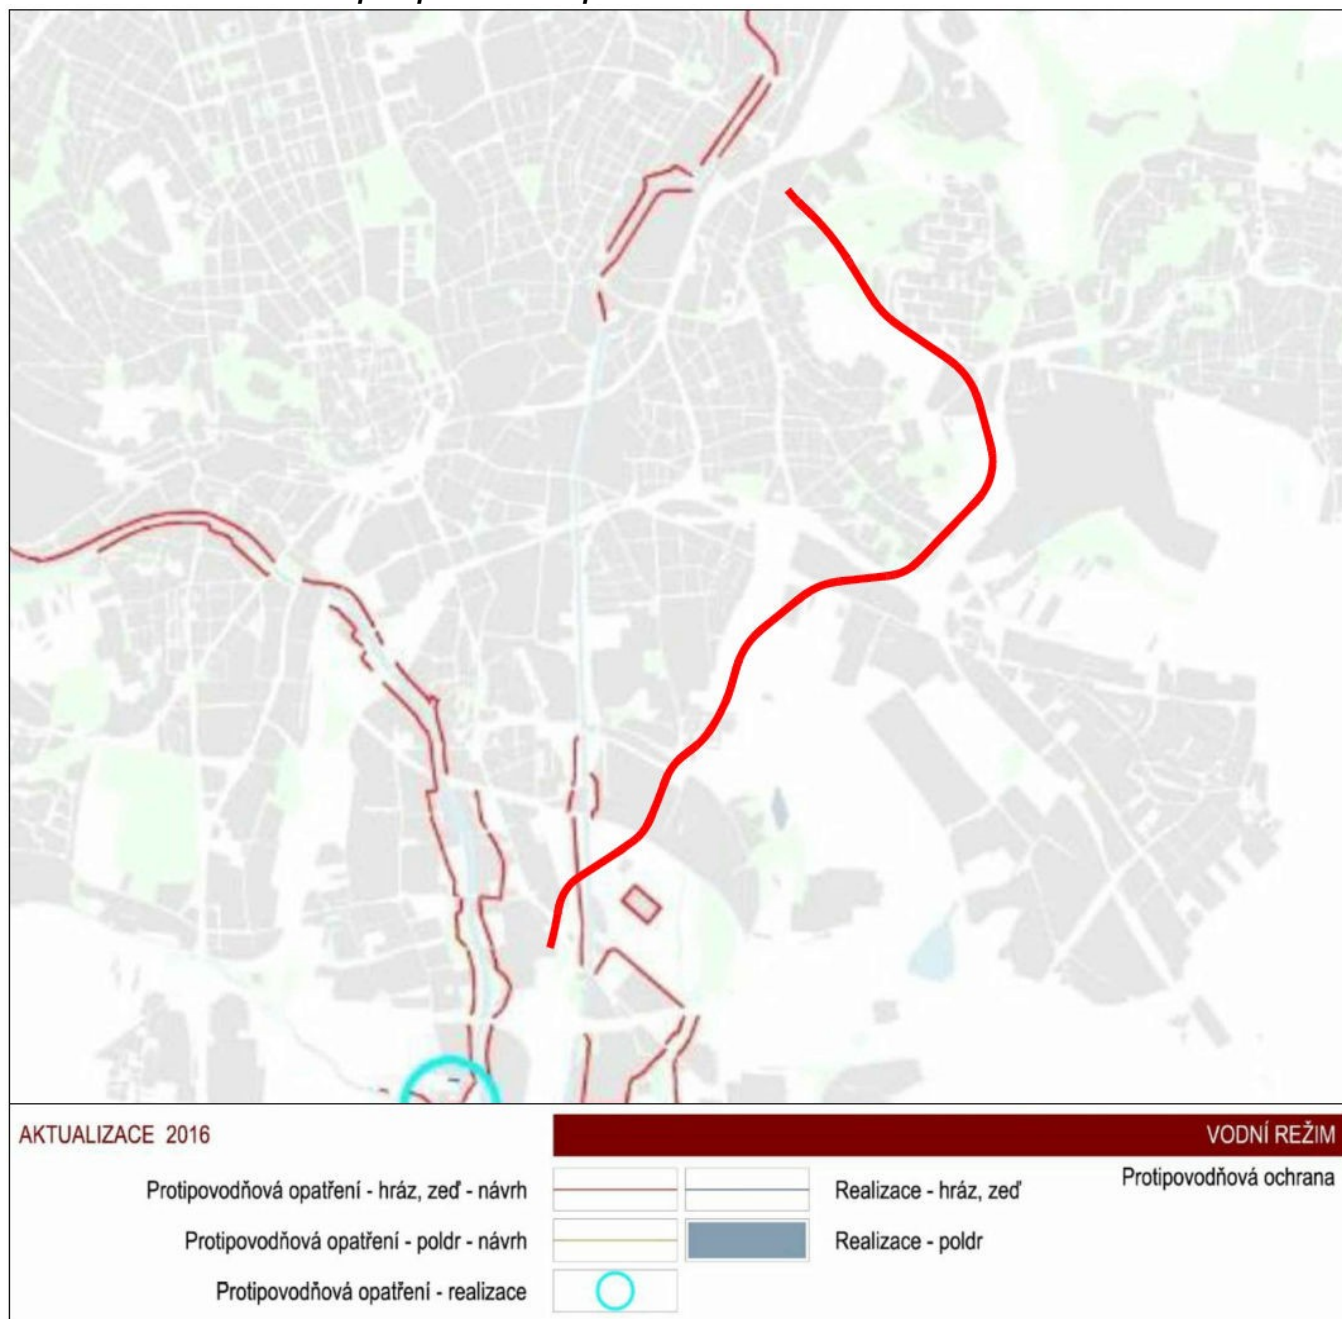 AKTUALIZACE 2016
VODNÍ REŽIM
Protipovodňová ochrana
Protipovodňová opatření - hráz, zeď - návrh
Realizace - hráz, zeď
Protipovodňová opatření - poldr - návrh
Realizace - poldr
Protipovodňová opatření - realizace